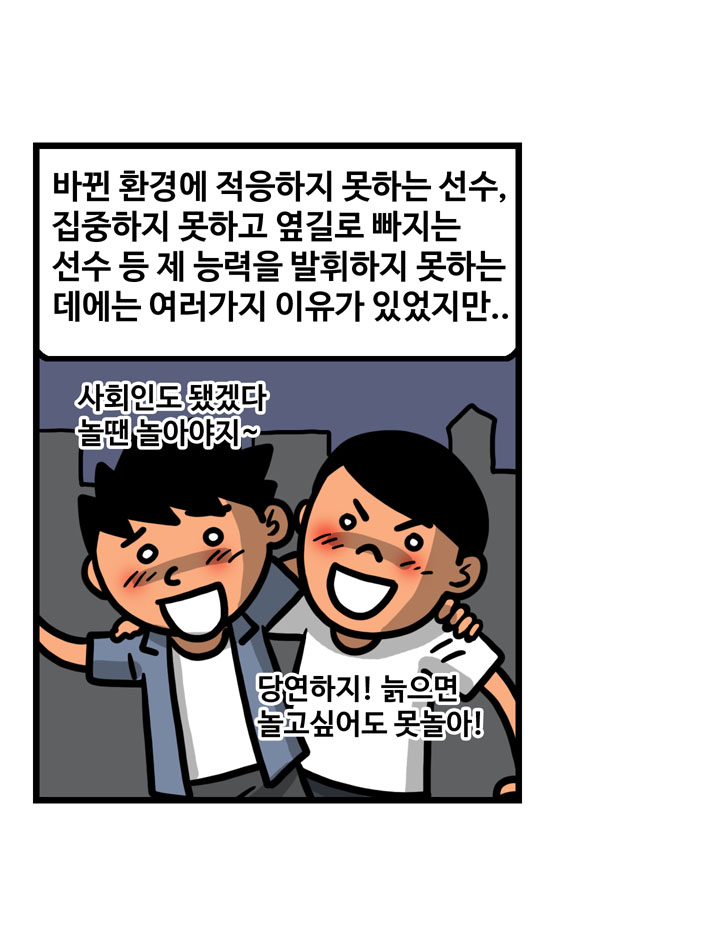 바뀐 환경에 적응하지 못하는 선수,
집중하지 못하고 옆길로 빠지는
선수 등 제 능력을 발휘하지 못하는
데에는 여러가지 이유가 있었지만..
사회인도 됐겠다
놀땐 놀아야지~
당연하지! 늙으면
놀고싶어도 못놀아!